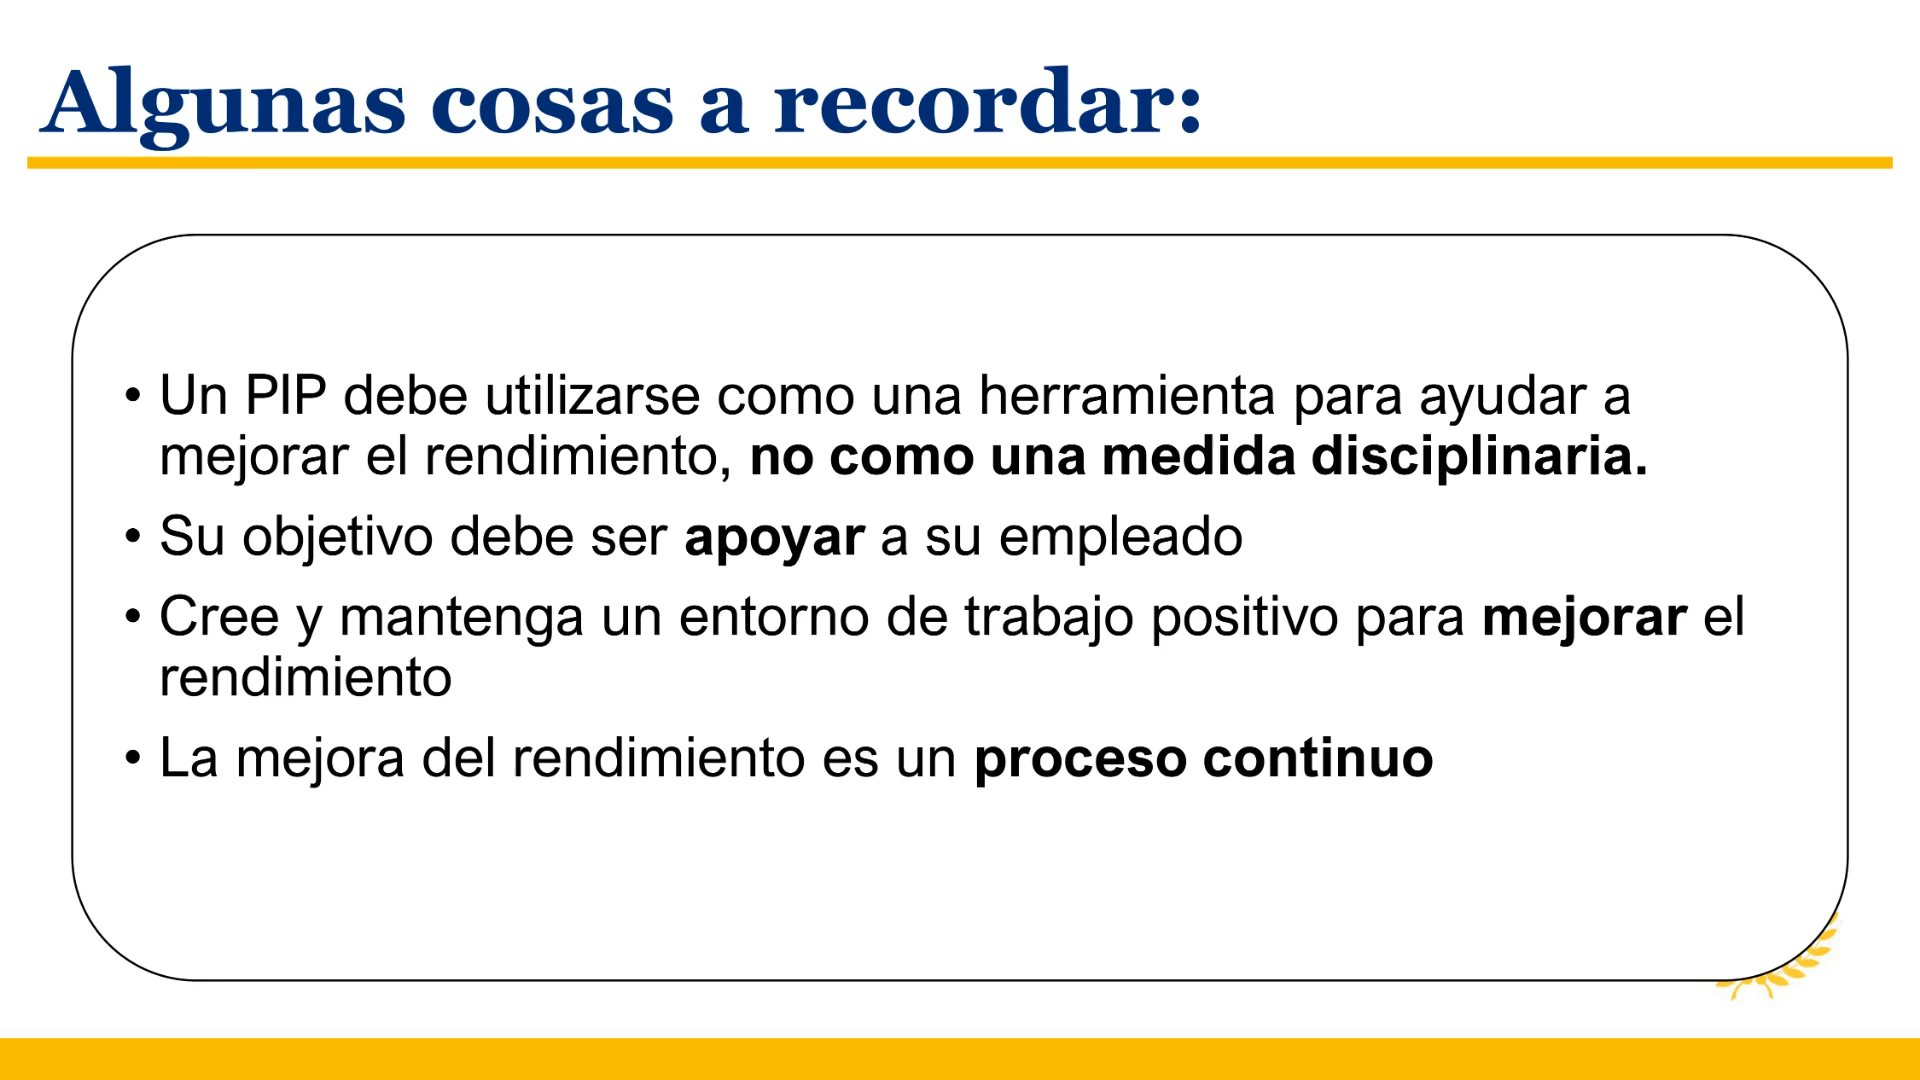 Algunas cosas a recordar:
• Un PIP debe utilizarse como una herramienta para ayudar a
mejorar el rendimiento, no como una medida disciplinaria.
• Su objetivo debe ser apoyar a su empleado
• Cree y mantenga un entorno de trabajo positivo para mejorar el
rendimiento
• La mejora del rendimiento es un proceso continuo